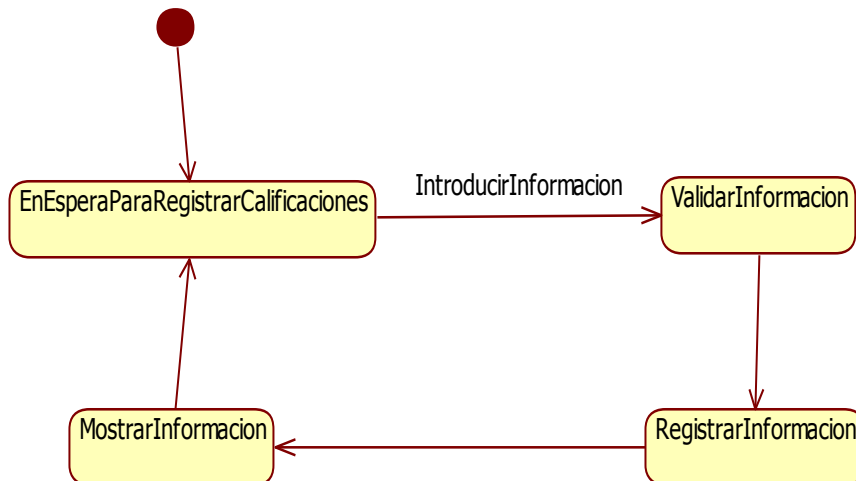 IntroducirInformacion
EnEsperaParaRegistrarCalificaciones
ValidarInformacion
MostrarInformacion
RegistrarInformacion